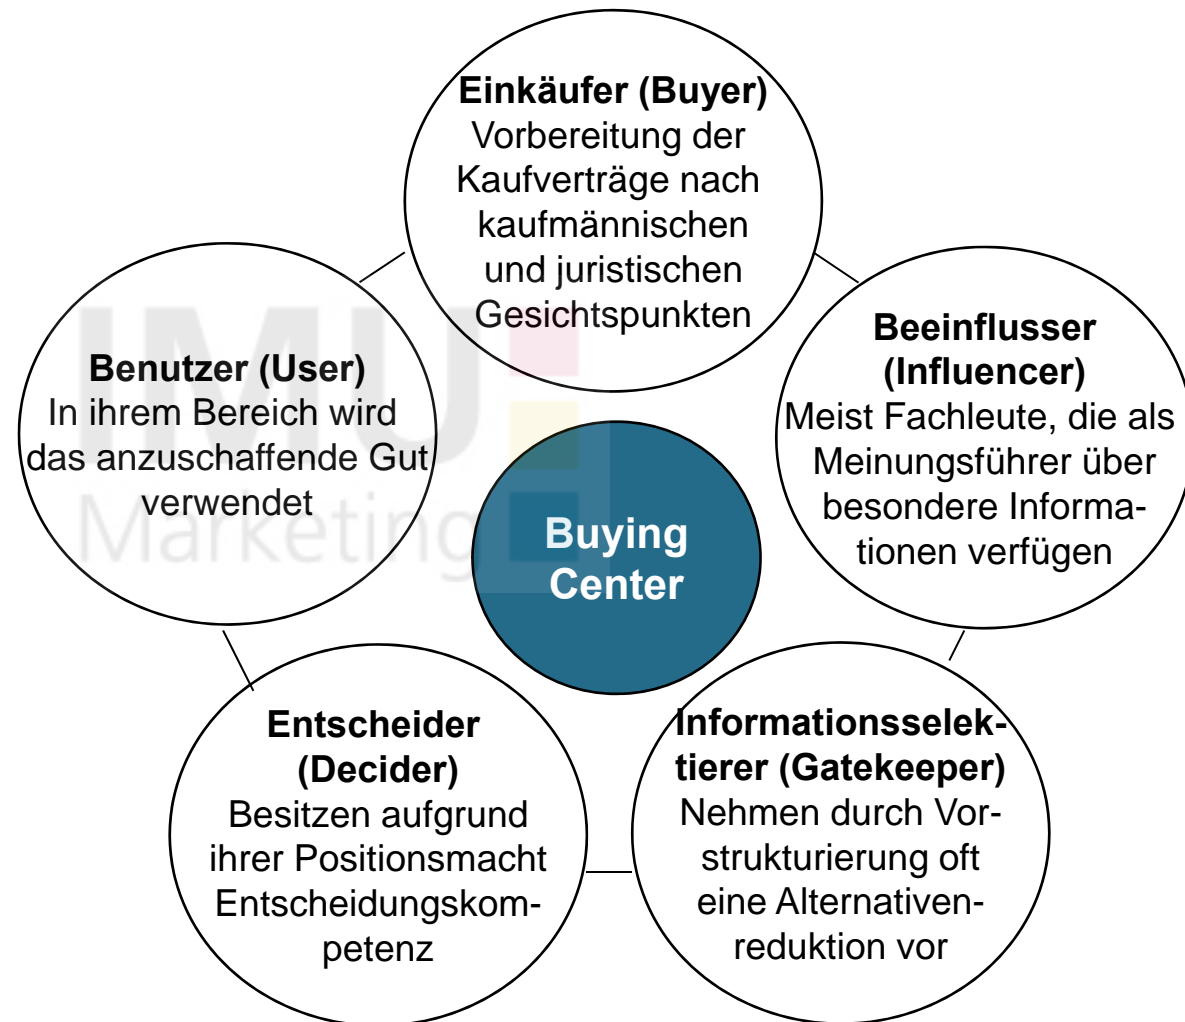 Einkäufer (Buyer)
Vorbereitung der
Kaufverträge nach
kaufmännischen
und juristischen
Gesichtspunkten
Benutzer (User)
In ihrem Bereich wird
das anzuschaffende Gut
verwendet
Beeinflusser
(Influencer)
Meist Fachleute, die als
Meinungsführer über
besondere Informa-
tionen verfügen
IMU
Marketing
Buying
Center
Entscheider
(Decider)
Besitzen aufgrund
ihrer Positionsmacht
Entscheidungskom-
petenz
Informationsselek-
tierer (Gatekeeper)
Nehmen durch Vor-
strukturierung oft
eine Alternativen-
reduktion vor